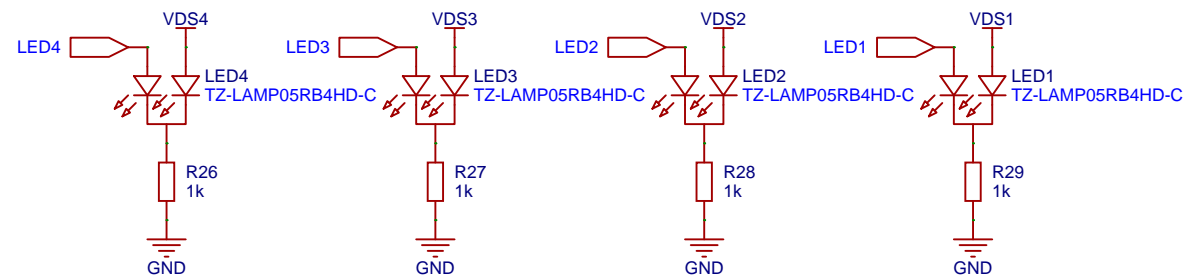 VDS4
VDS3
VDS2
VDS1
LED4
LED3
LED2
LED1
LED4
TZ-LAMP05RB4HD-C
LED3
TZ-LAMP05RB4HD-C
LED2
TZ-LAMP05RB4HD-C
LED1
TZ-LAMP05RB4HD-C
R26
1k
R27
1k
R28
1k
R29
1k
GND
GND
GND
GND